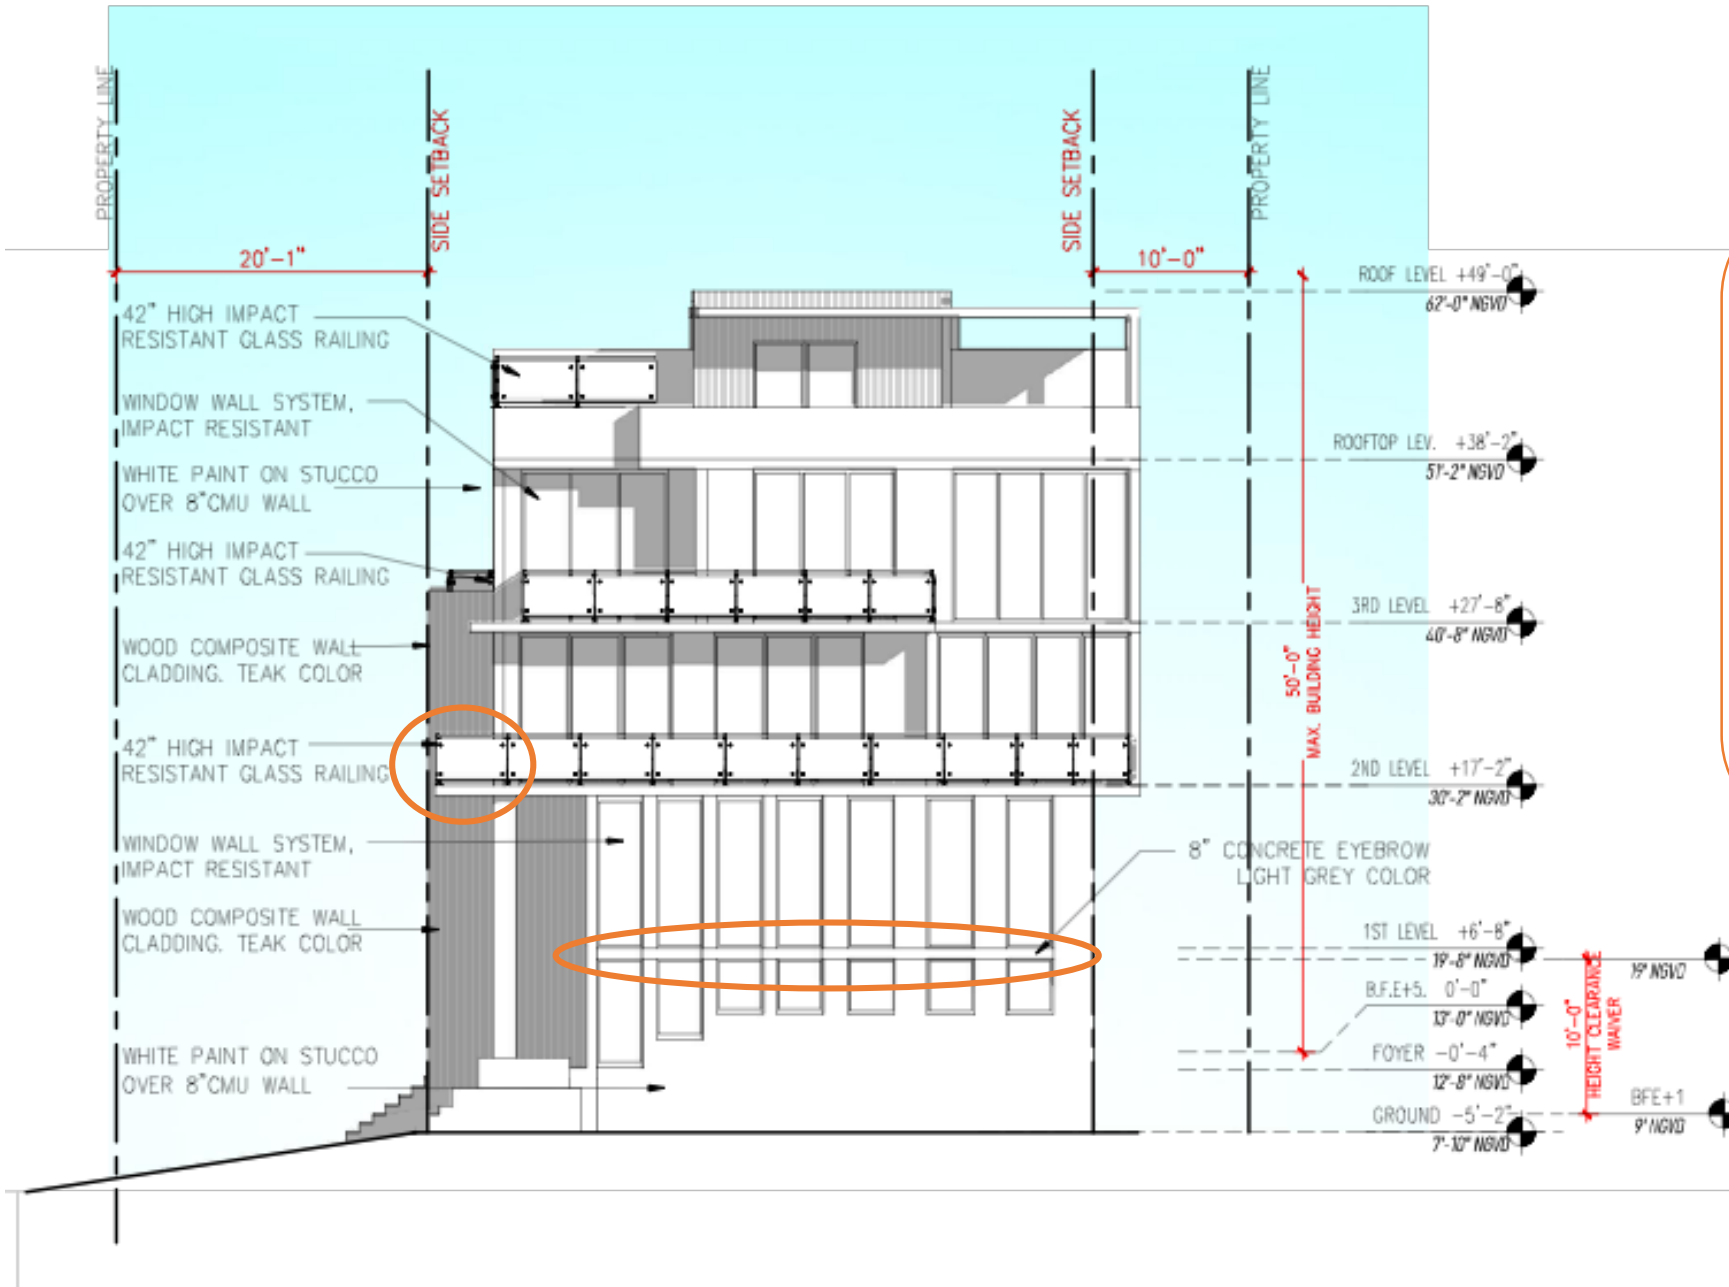 PROPERTY LINE
SIDE SETBACK
SIDE SETBACK
PROPERTY LINE
20'-1"
10'-0"
42" HIGH IMPACT
RESISTANT GLASS RAILING
WINDOW WALL SYSTEM,
IMPACT RESISTANT
WHITE PAINT ON STUCCO
OVER 8"CMU WALL
42" HIGH IMPACT
RESISTANT GLASS RAILING
WOOD COMPOSITE WALL
CLADDING. TEAK COLOR
42" HIGH IMPACT
RESISTANT GLASS RAILING
WINDOW WALL SYSTEM,
IMPACT RESISTANT
WOOD COMPOSITE WALL
CLADDING. TEAK COLOR
WHITE PAINT ON STUCCO
OVER 8"CMU WALL
8" CONCRETE EYEBROW
LIGHT GREY COLOR
50'-0"
MAX. BUILDING HEIGHT
ROOF LEVEL +49'-0"
62'-0" NGVD
ROOFTOP LEV. +38'-2"
51'-2" NGVD
3RD LEVEL +27'-8"
40'-8" NGVD
2ND LEVEL +17'-2"
30'-2" NGVD
1ST LEVEL +6'-8"
19'-8" NGVD
B.F.E+5. 0'-0"
13'-0" NGVD
FOYER -0'-4"
12'-8" NGVD
GROUND -5'-2"
7'-10" NGVD
10'-0"
HEIGHT CLEARANCE
WAIVER
19' NGVD
BFE+1
9' NGVD